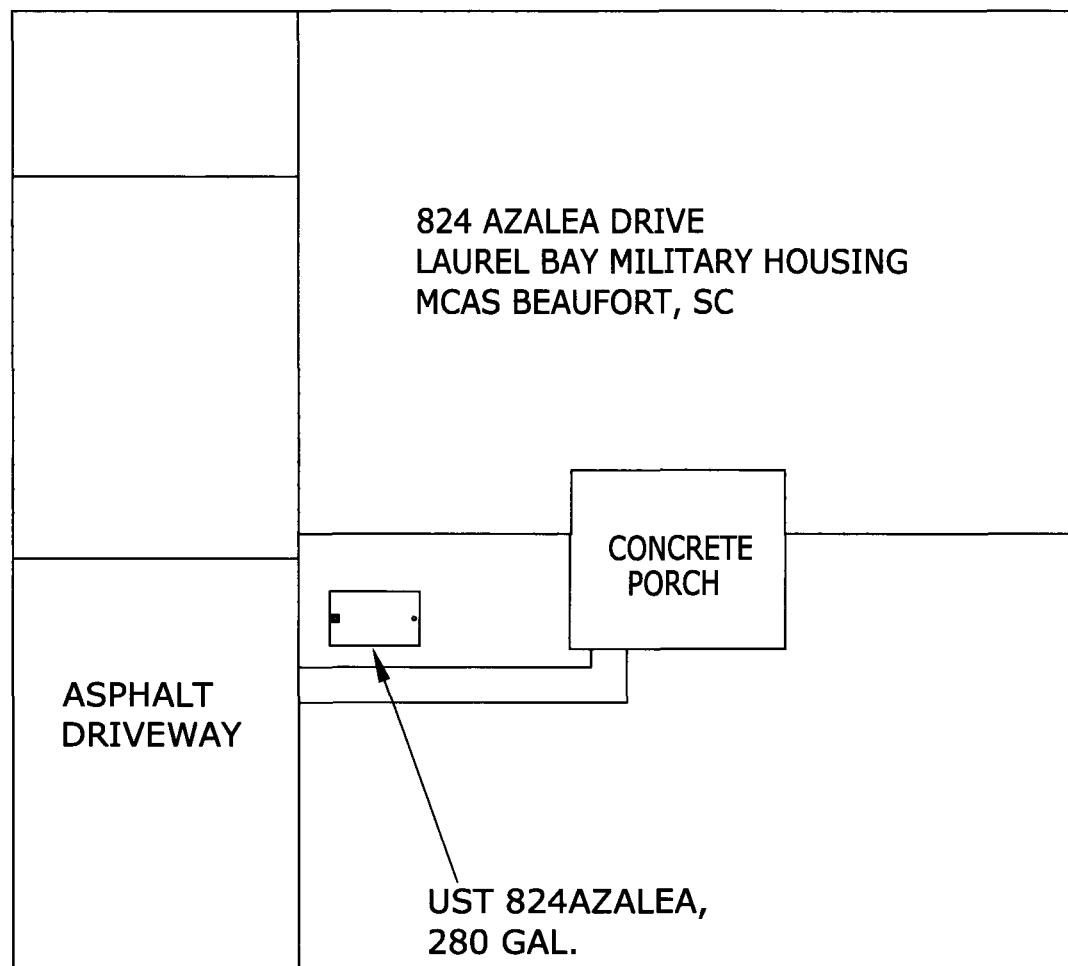 824 AZALEA DRIVE
LAUREL BAY MILITARY HOUSING
MCAS BEAUFORT, SC
CONCRETE
PORCH
ASPHALT
DRIVEWAY
UST 824AZALEA,
280 GAL.